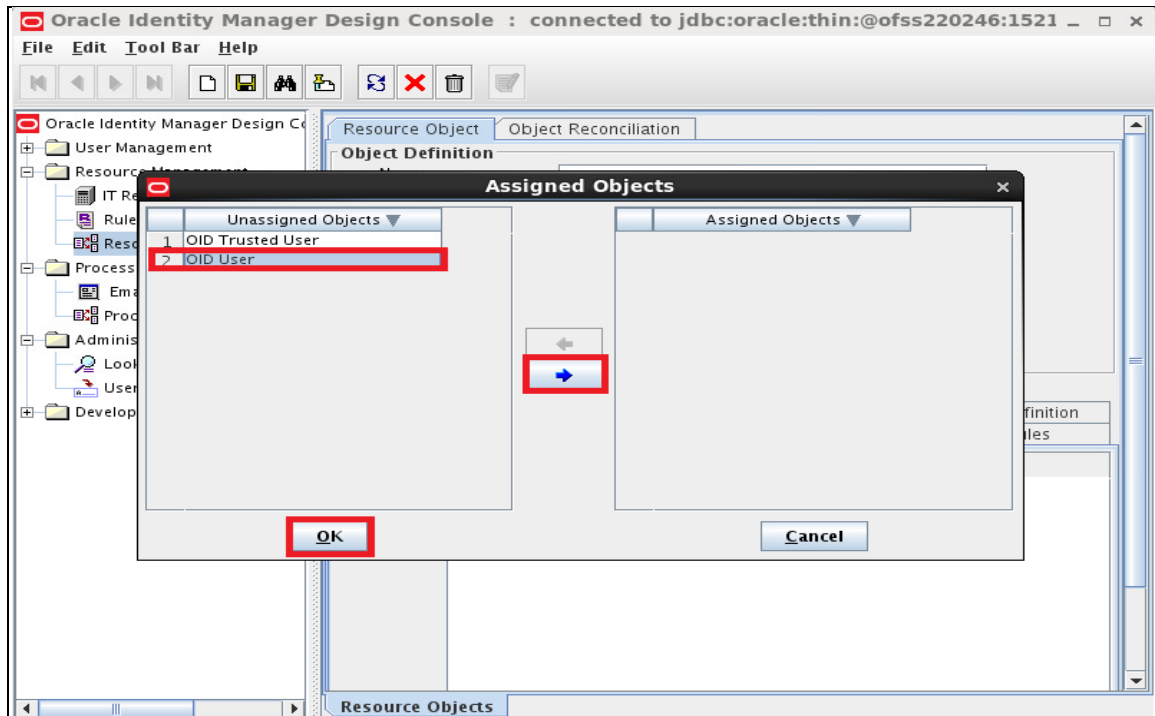 Oracle Identity Manager Design Console : connected to jdbc:oracle:thin:@ofss220246:1521
File Edit Tool Bar Help
Oracle Identity Manager Design Co
User Management
Resource Management
IT Re
Rule
Reso
Process
Ema
Proc
Adminis
Look
User
Develop
Resource Object Object Reconciliation
Object Definition
Assigned Objects
Unassigned Objects
1 OID Trusted User
2 OID User
Assigned Objects
OK
Cancel
finition
ules
Resource Objects